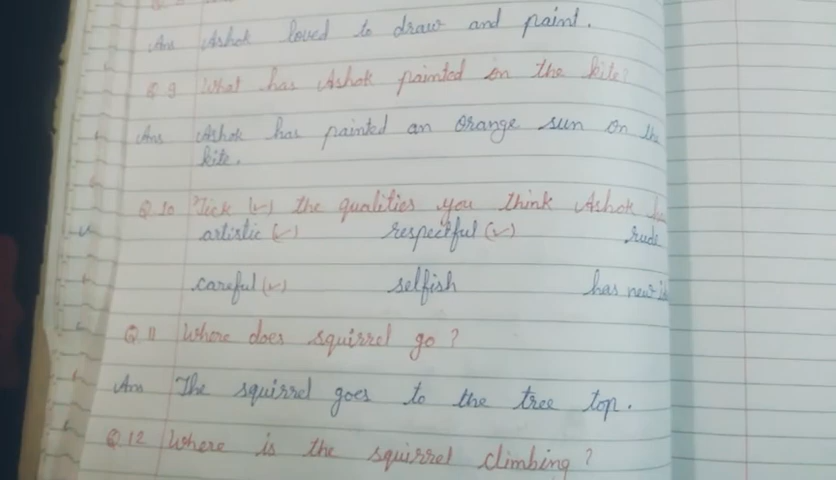 Ans Ashok loved to draw and paint.
Q 9 What has Ashok painted on the kite?
Ans Ashok has painted an Orange sun on the
kite.
Q.10 Tick (✓) the qualities you think Ashok
artistic (✓) respectful (✓) rude
careful (✓) selfish has new
Q 11 Where does squirrel go?
Ans The squirrel goes to the tree top.
Q.12 Where is the squirrel climbing?